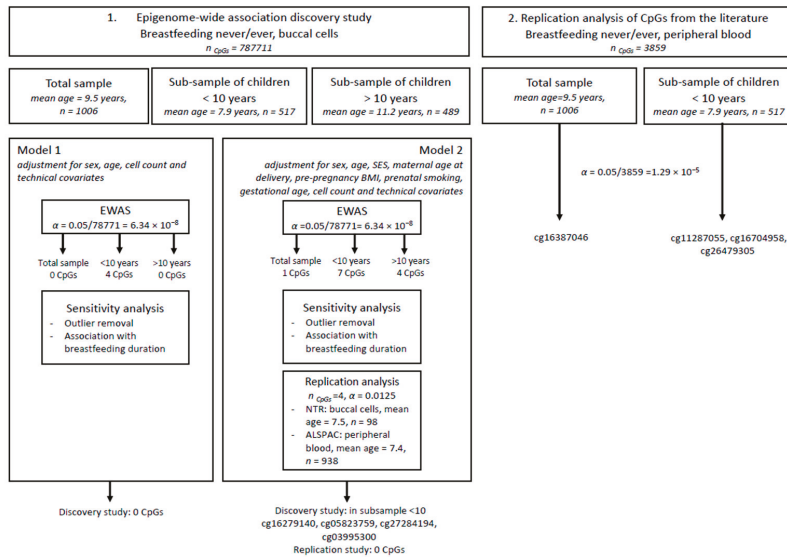 1. Epigenome-wide association discovery study
Breastfeeding never/ever, buccal cells
n CpGs = 787711
2. Replication analysis of CpGs from the literature
Breastfeeding never/ever, peripheral blood
n CpGs = 3859
Total sample
mean age = 9.5 years,
n = 1006
Sub-sample of children
< 10 years
mean age = 7.9 years, n = 517
Sub-sample of children
> 10 years
mean age = 11.2 years, n = 489
Total sample
mean age=9.5 years,
n = 1006
Sub-sample of children
< 10 years
mean age = 7.9 years, n = 517
Model 1
adjustment for sex, age, cell count and
technical covariates
EWAS
α = 0.05/78771= 6.34 × 10⁻⁸
Total sample
0 CpGs
<10 years
4 CpGs
>10 years
0 CpGs
Sensitivity analysis
- Outlier removal
- Association with
breastfeeding duration
Discovery study: 0 CpGs
Model 2
adjustment for sex, age, SES, maternal age at
delivery, pre-pregnancy BMI, prenatal smoking,
gestational age, cell count and technical covariates
EWAS
α =0.05/78771= 6.34 × 10⁻⁸
Total sample
1 CpGs
<10 years
7 CpGs
>10 years
4 CpGs
Sensitivity analysis
- Outlier removal
- Association with
breastfeeding duration
Replication analysis
n CpGs =4, α = 0.0125
- NTR: buccal cells, mean
age = 7.5, n = 98
- ALSPAC: peripheral
blood, mean age = 7.4,
n = 938
Discovery study: in subsample <10
cg16279140, cg05823759, cg27284194,
cg03995300
Replication study: 0 CpGs
α = 0.05/3859 =1.29 × 10⁻⁵
cg16387046
cg11287055, cg16704958,
cg26479305